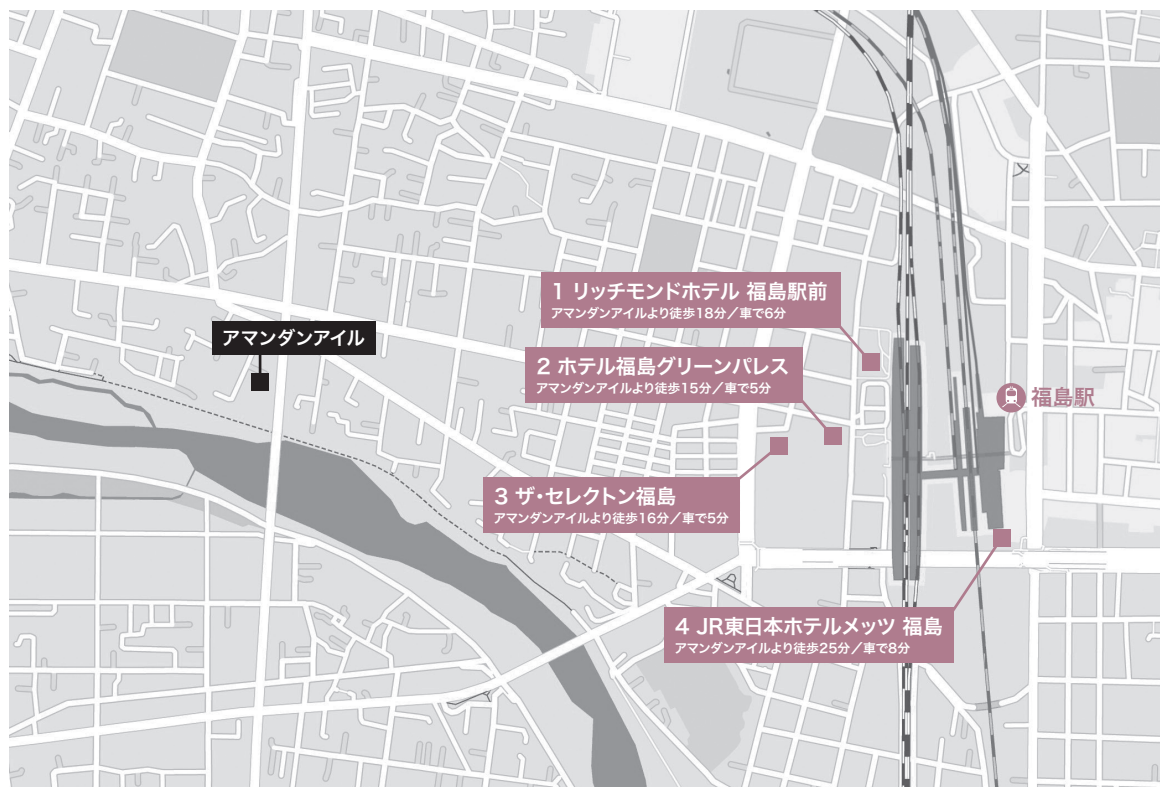 1 リッチモンドホテル 福島駅前
アマンダンアイルより徒歩18分／車で6分
アマンダンアイル
2 ホテル福島グリーンパレス
アマンダンアイルより徒歩15分／車で5分
福島駅
3 ザ・セレクトン福島
アマンダンアイルより徒歩16分／車で5分
4 JR東日本ホテルメッツ 福島
アマンダンアイルより徒歩25分／車で8分